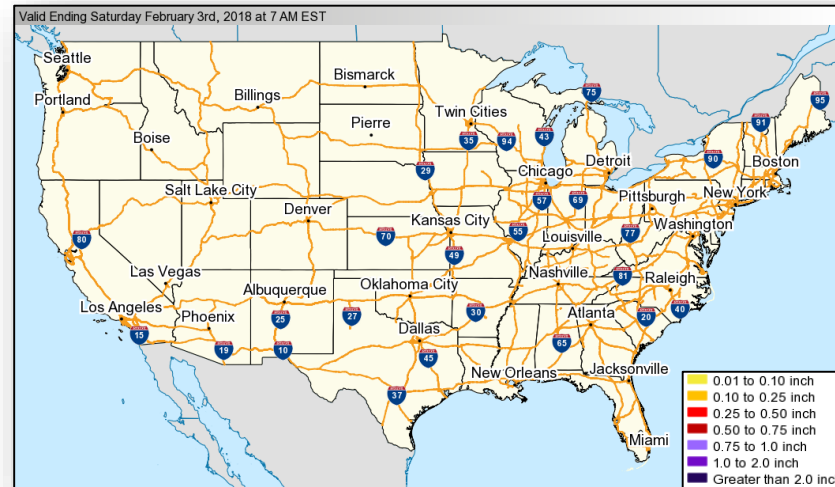 Valid Ending Saturday February 3rd, 2018 at 7 AM EST
Seattle
75
95
Bismarck
Portland
Billings
Twin Cities
91
Pierre
35
94
43
Boise
90
Boston
Detroit
29
Chicago
Salt Lake City
57
69
Pittsburgh
New York
Denver
Kansas City
55
77
Washington
80
70
Louisville
49
Las Vegas
81
Nashville
Raleigh
Oklahoma City
Albuquerque
Los Angeles
Phoenix
25
27
30
Atlanta
20
40
15
Dallas
65
19
10
45
New Orleans
Jacksonville
37
Miami
0.01 to 0.10 inch
0.10 to 0.25 inch
0.25 to 0.50 inch
0.50 to 0.75 inch
0.75 to 1.0 inch
1.0 to 2.0 inch
Greater than 2.0 inc